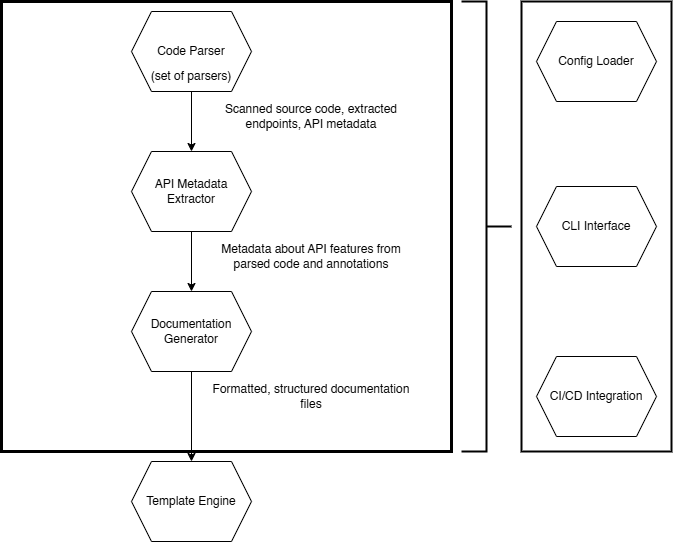 Code Parser
(set of parsers)
Scanned source code, extracted
endpoints, API metadata
API Metadata
Extractor
Metadata about API features from
parsed code and annotations
Documentation
Generator
Formatted, structured documentation
files
Template Engine
Config Loader
CLI Interface
CI/CD Integration